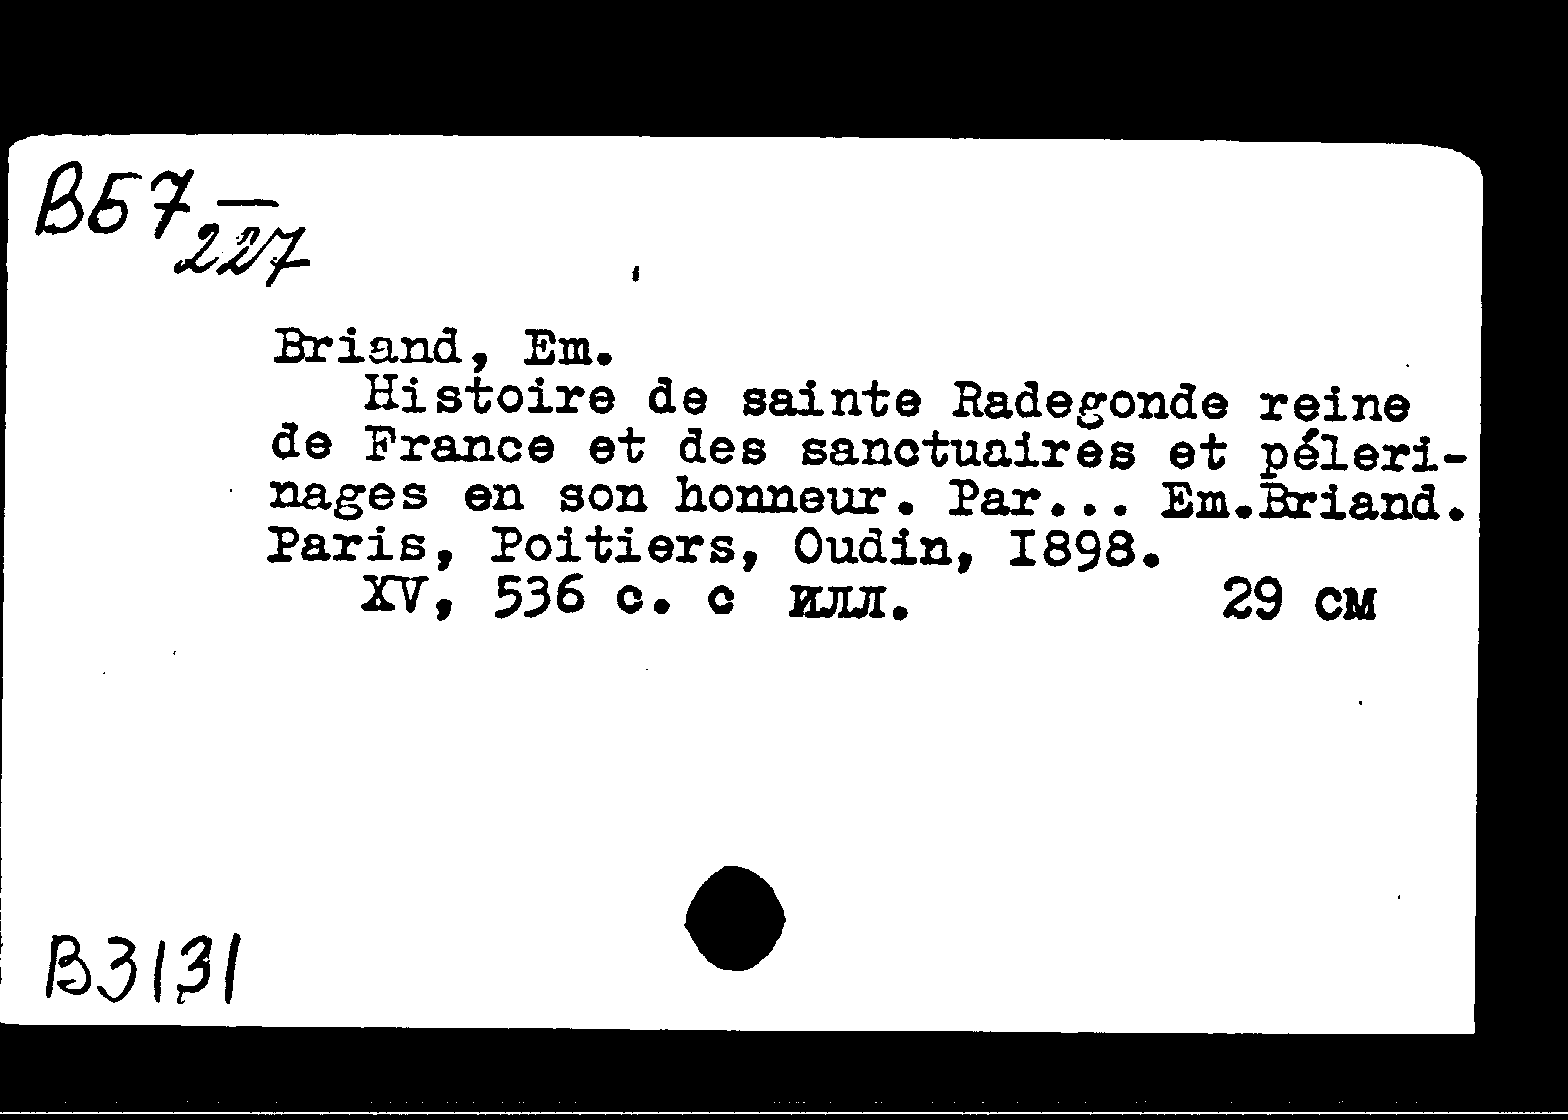 B57
227
Briand, Em.
Histoire de sainte Radegonde reine
de France et des sanctuaires et péleri-
nages en son honneur. Par... Em.Briand.
Paris, Poitiers, Oudin, I898.
XV, 536 с. с илл. 29 см
B3131